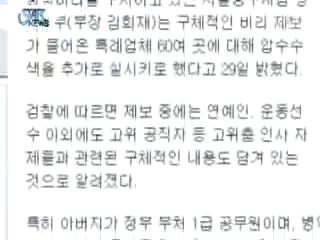 NEWS
쿠(부장 김회재)는 구체적인 비리 제보
가 들어온 특례업체 60여 곳에 대해 압수수
색을 추가로 실시키로 했다고 29일 밝혔다.
검찰에 따르면 제보 중에는 연예인. 운동선
수 이외에도 고위 공직자 등 고위층 인사 자
제들과 관련된 구체적인 내용도 담겨 있는
것으로 알려졌다.
특히 아버지가 정부 부처 1급 공무원이며, 병